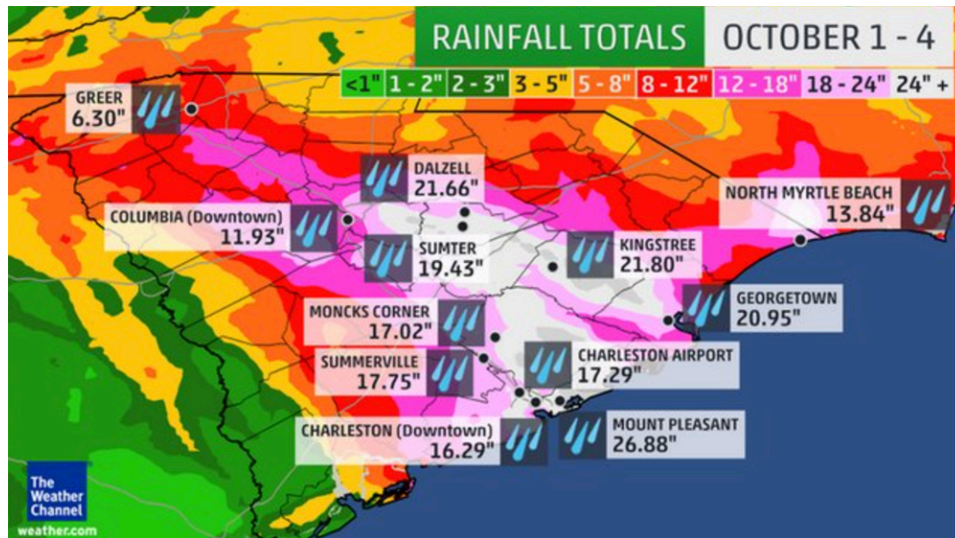 RAINFALL TOTALS
OCTOBER 1 - 4
<1" 1 - 2" 2 - 3" 3 - 5" 5 - 8" 8 - 12" 12 - 18" 18 - 24" 24" +
GREER
6.30"
DALZELL
21.66"
NORTH MYRTLE BEACH
13.84"
COLUMBIA (Downtown)
11.93"
SUMTER
19.43"
KINGSTREE
21.80"
GEORGETOWN
20.95"
MONCKS CORNER
17.02"
SUMMERVILLE
17.75"
CHARLESTON AIRPORT
17.29"
CHARLESTON (Downtown)
16.29"
MOUNT PLEASANT
26.88"
The
Weather
Channel
weather.com